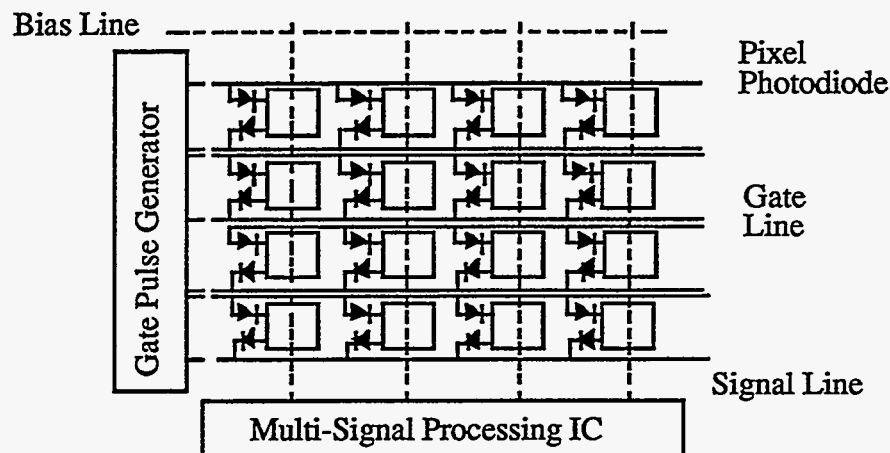 Bias Line
Pixel
Photodiode
Gate Pulse Generator
Gate
Line
Signal Line
Multi-Signal Processing IC